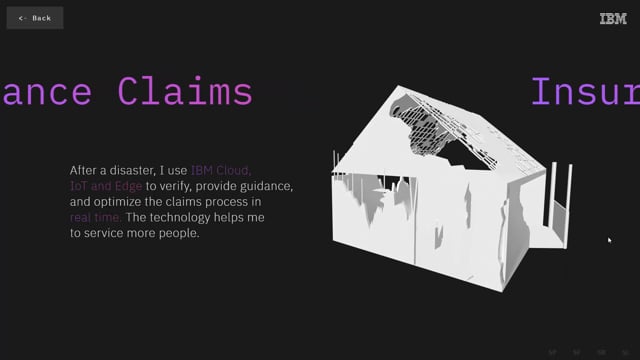 <- Back
IBM
ance Claims
Insur
After a disaster, I use IBM Cloud,
IoT and Edge to verify, provide guidance,
and optimize the claims process in
real time. The technology helps me
to service more people.